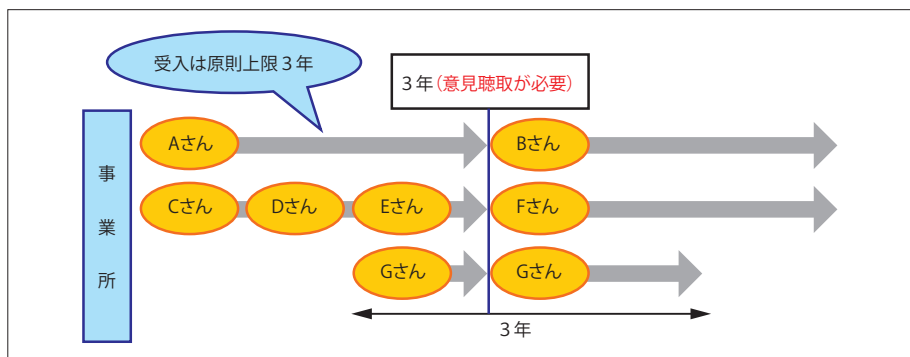 受入は原則上限３年
３年（意見聴取が必要）
事業所
Aさん
Bさん
Cさん
Dさん
Eさん
Fさん
Gさん
Gさん
３年